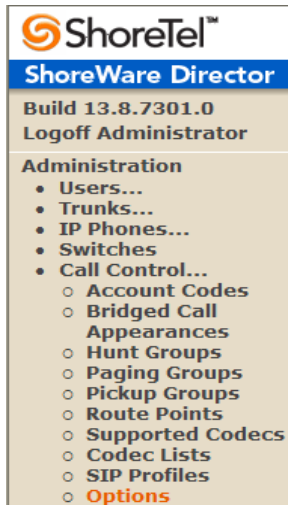 ShoreTel™
ShoreWare Director
Build 13.8.7301.0
Logoff Administrator
Administration
• Users...
• Trunks...
• IP Phones...
• Switches
• Call Control...
○ Account Codes
○ Bridged Call
Appearances
○ Hunt Groups
○ Paging Groups
○ Pickup Groups
○ Route Points
○ Supported Codecs
○ Codec Lists
○ SIP Profiles
○ Options